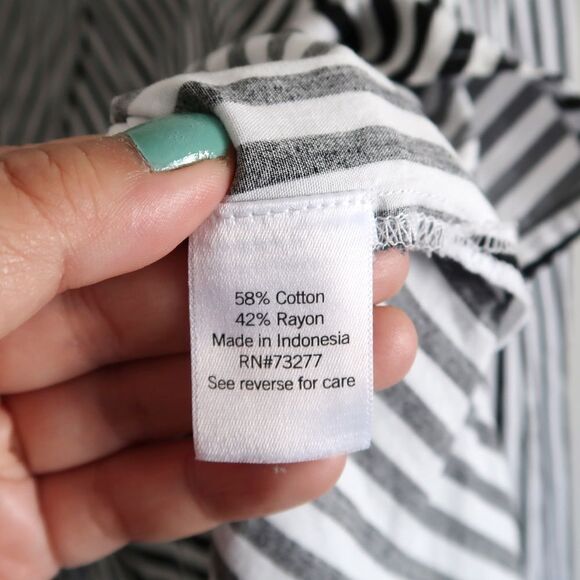 58% Cotton
42% Rayon
Made in Indonesia
RN#73277
See reverse for care